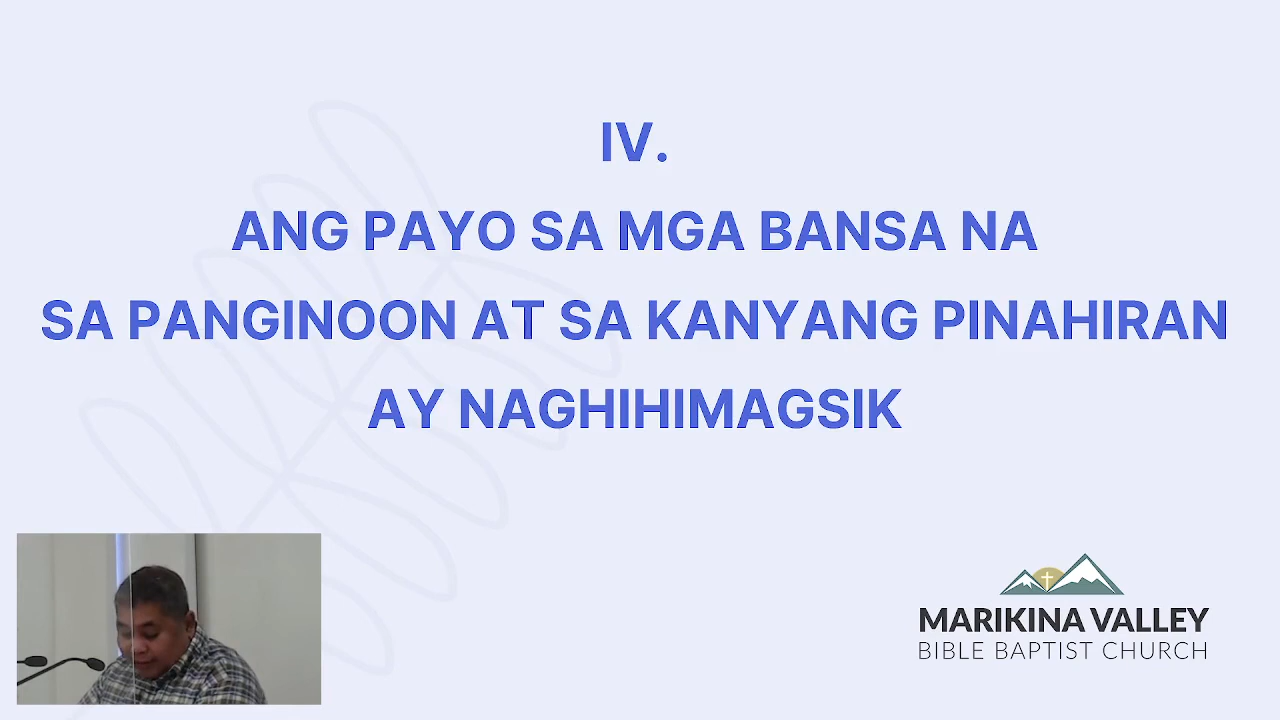 IV.
ANG PAYO SA MGA BANSA NA
SA PANGINOON AT SA KANYANG PINAHIRAN
AY NAGHIHIMAGSIK
MARIKINA VALLEY
BIBLE BAPTIST CHURCH